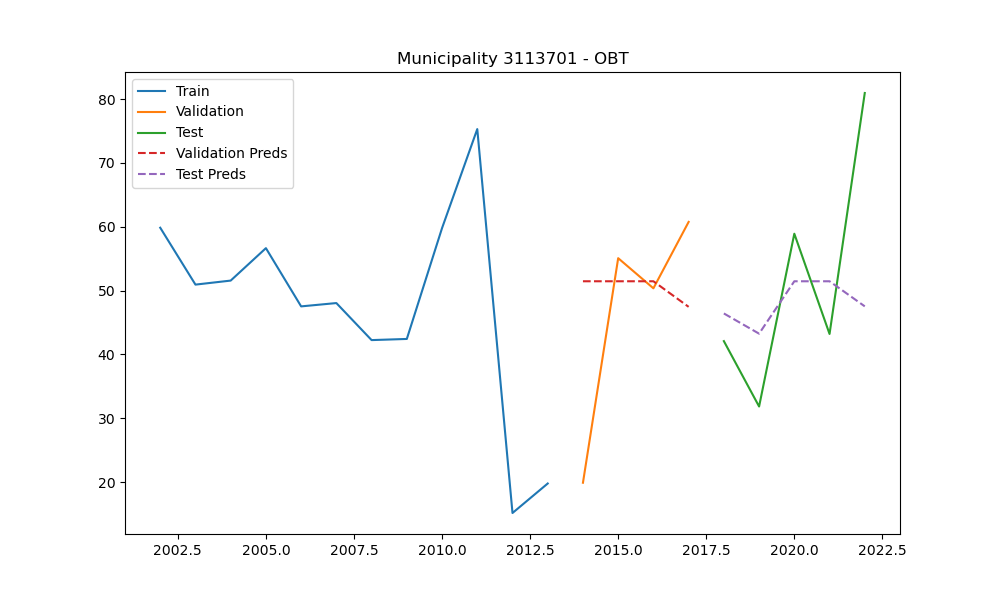 Municipality 3113701 - OBT
Train
Validation
Test
Validation Preds
Test Preds
80
70
60
50
40
30
20
2002.5 2005.0 2007.5 2010.0 2012.5 2015.0 2017.5 2020.0 2022.5